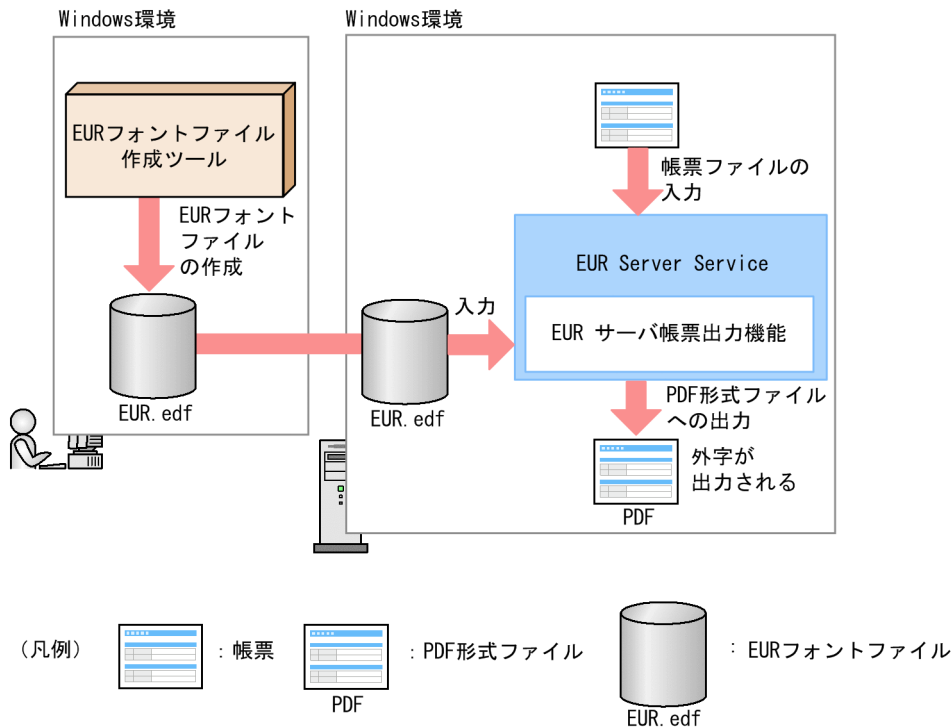 Windows環境
Windows環境
EURフォントファイル
作成ツール
EURフォント
ファイル
の作成
EUR.edf
帳票ファイルの
入力
EUR Server Service
EUR サーバ帳票出力機能
入力
EUR.edf
PDF形式ファイル
への出力
外字が
出力される
PDF
(凡例)
：帳票
：PDF形式ファイル
PDF
：EURフォントファイル
EUR.edf